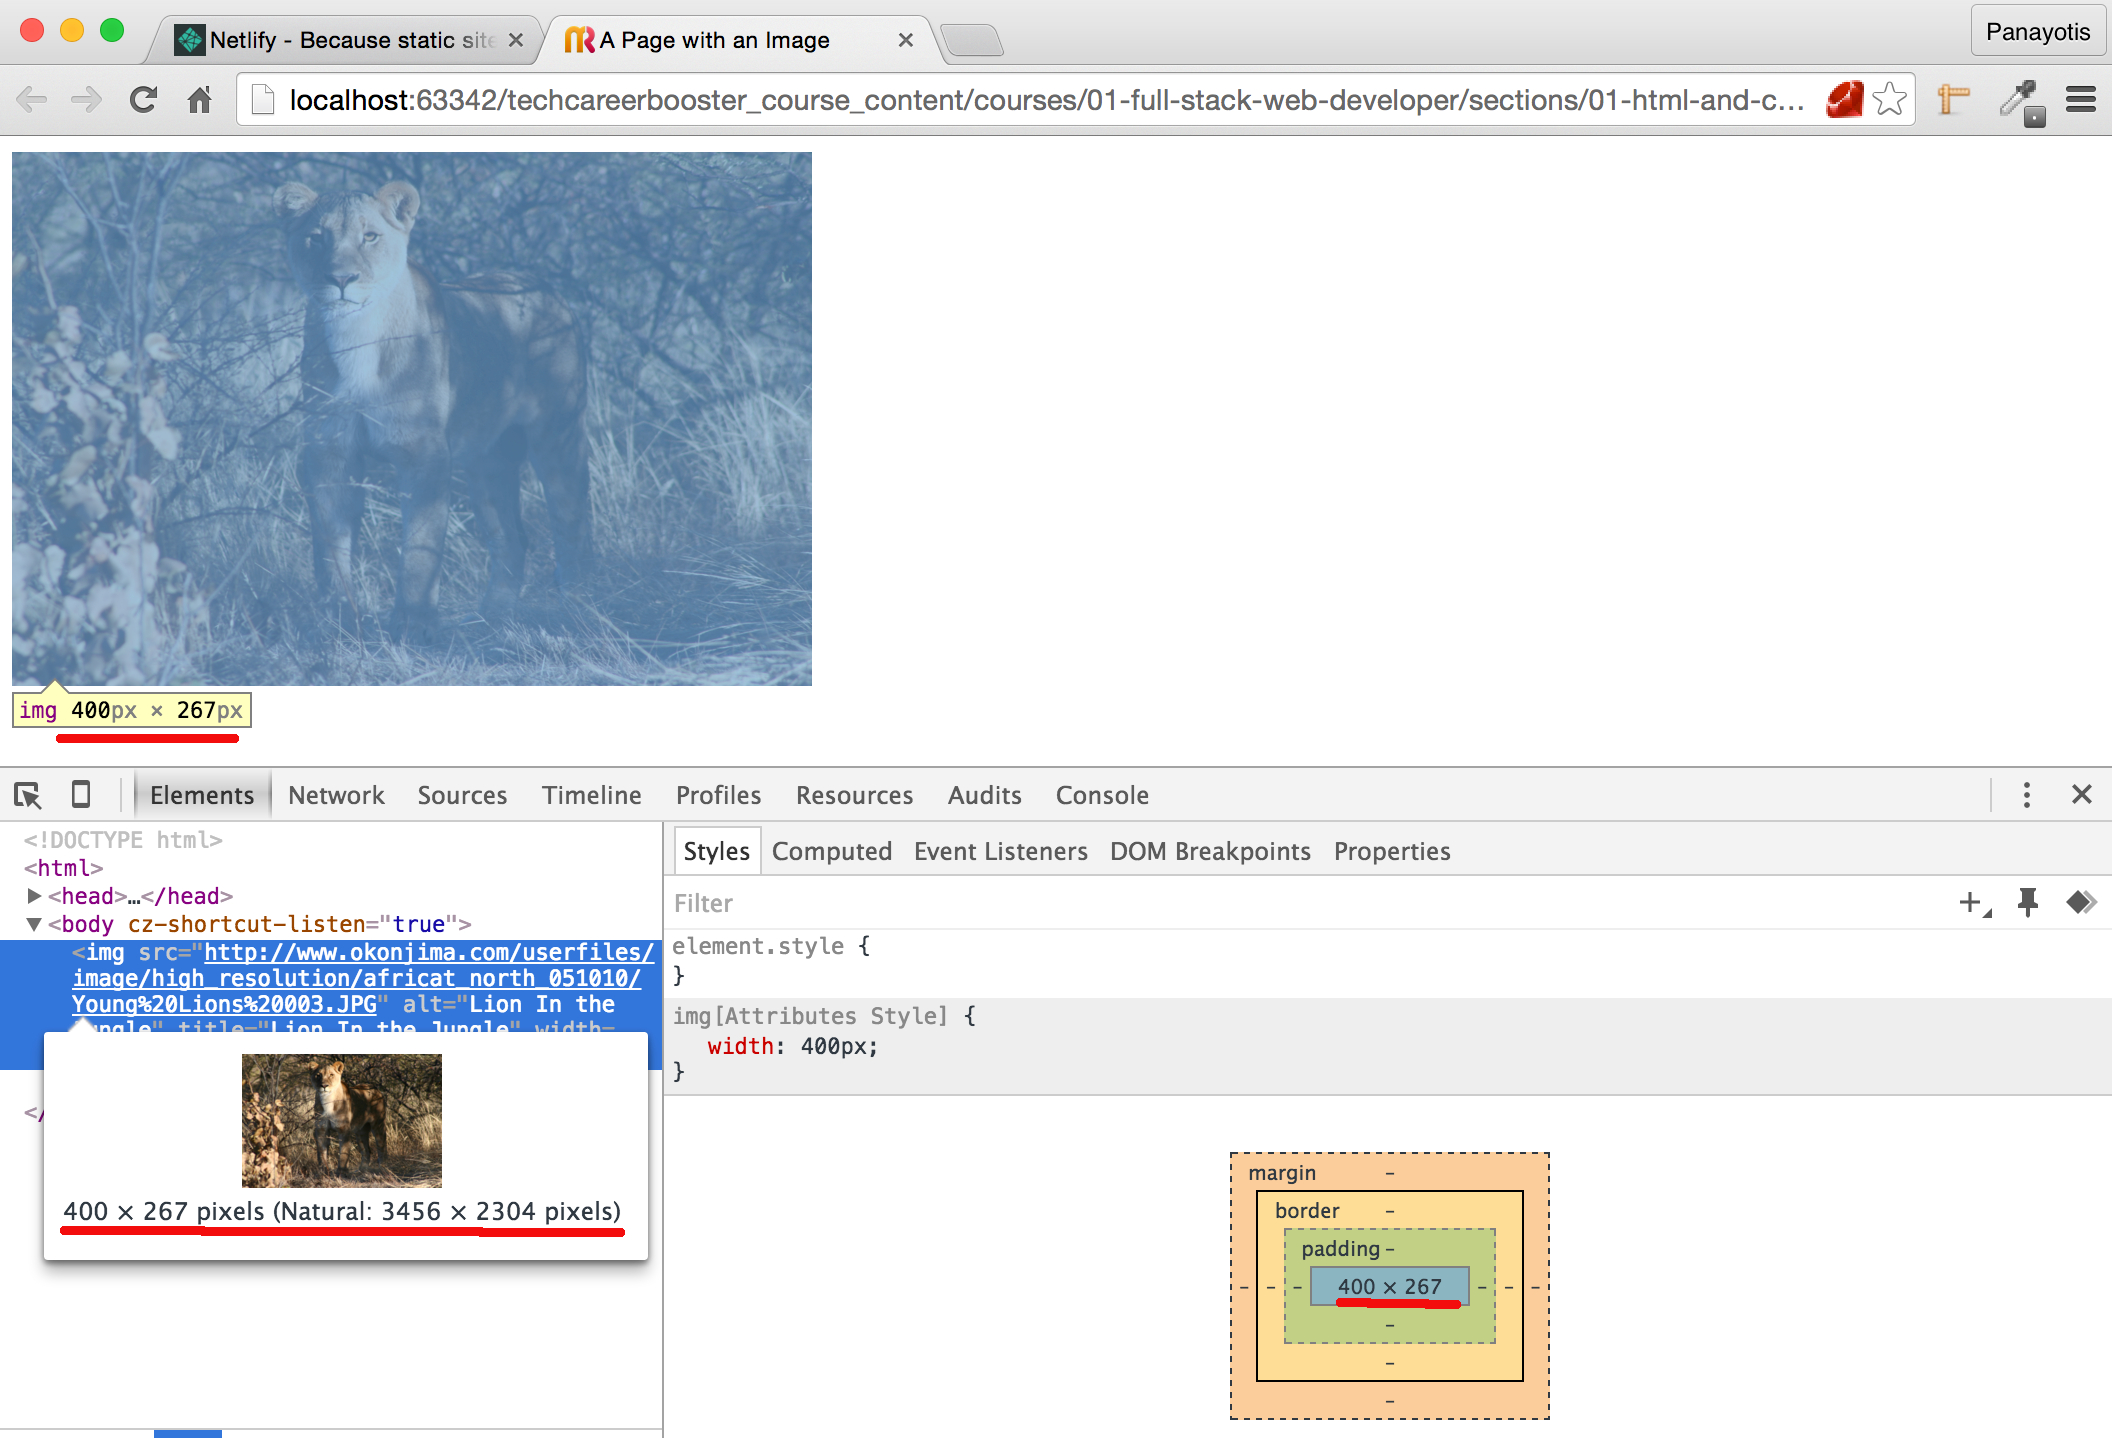 Netlify - Because static site
A Page with an Image
Panayotis
localhost:63342/techcareerbooster_course_content/courses/01-full-stack-web-developer/sections/01-html-and-c...
img 400px × 267px
Elements Network Sources Timeline Profiles Resources Audits Console
<!DOCTYPE html>
<html>
<head>…</head>
<body cz-shortcut-listen="true">
<img src="http://www.okonjima.com/userfiles/
image/high_resolution/africat_north_051010/
Young%20Lions%20003.JPG" alt="Lion In the
Jungle" title="Lion In the Jungle" width=
</
400 × 267 pixels (Natural: 3456 × 2304 pixels)
Styles Computed Event Listeners DOM Breakpoints Properties
Filter
element.style {
}
img[Attributes Style] {
width: 400px;
}
margin -
border -
padding -
- - - 400 × 267 - - -
-
-
-